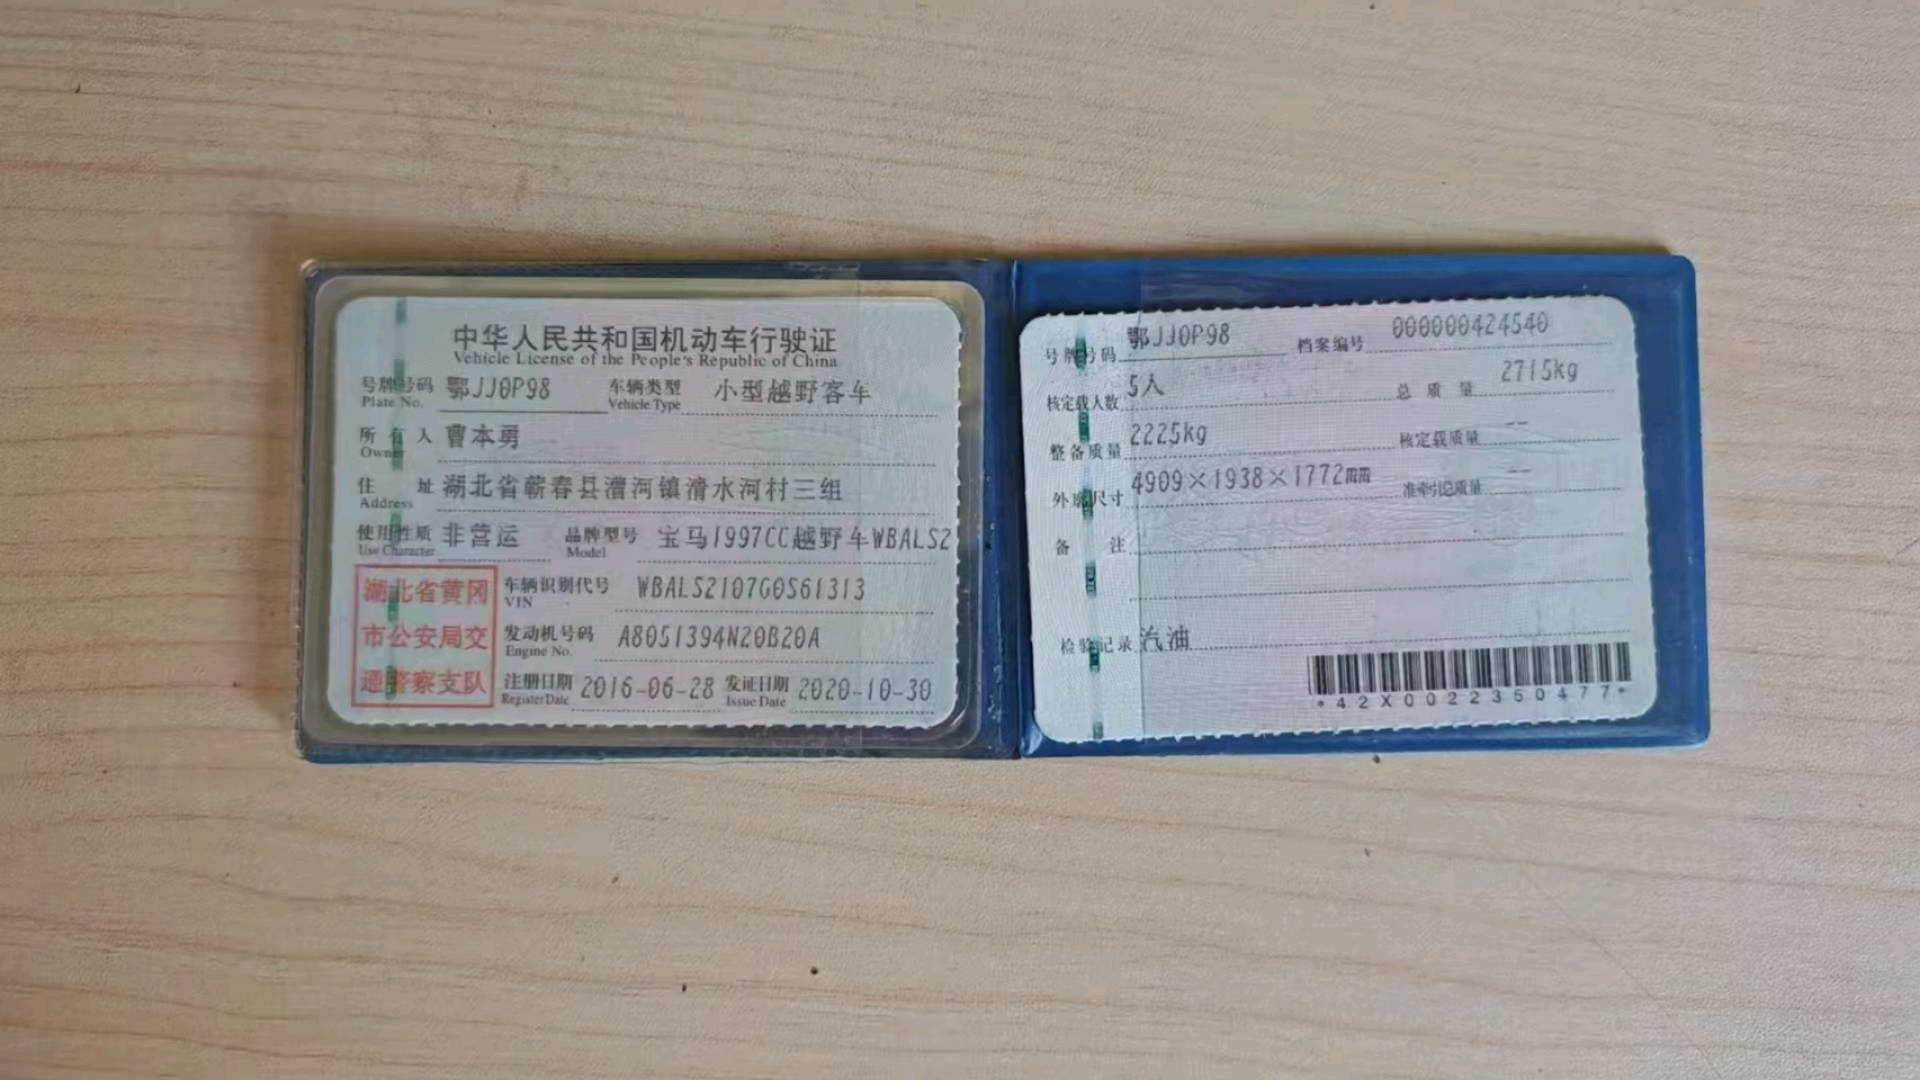 中华人民共和国机动车行驶证
Vehicle License of the People's Republic of China
号牌号码 鄂JJ0P98 车辆类型 小型越野客车
Plate No. Vehicle Type
所有人 曹本勇
Owner
住址 湖北省蕲春县漕河镇清水河村三组
Address
使用性质 非营运 品牌型号 宝马1997CC越野车WBALS2
Use Character Model
湖北省黄冈
市公安局交
通警察支队
车辆识别代号 WBALS2107G0S61313
VIN
发动机号码 A8051394N20B20A
Engine No.
注册日期 2016-06-28 发证日期 2020-10-30
Register Date Issue Date
号牌号码 鄂JJ0P98 档案编号 000000424540
核定载人数 5人 总质量 2715kg
整备质量 2225kg 核定载质量 --
外廓尺寸 4909×1938×1772mm 准牵引总质量 --
备注
检验记录 汽油
*42X0022350477*